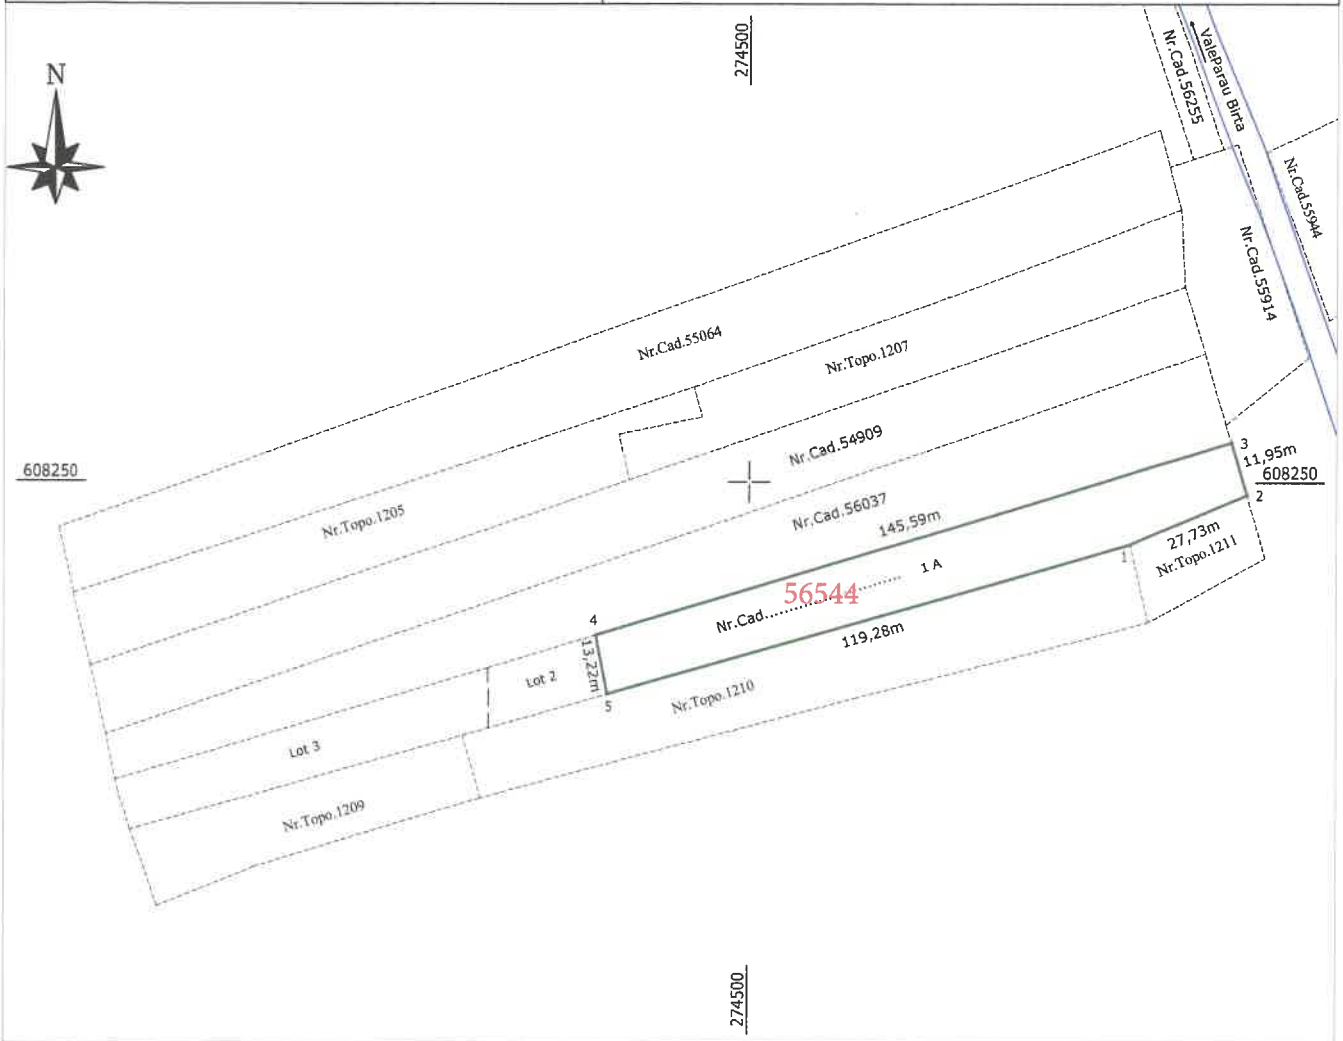 274500
N
Nr.Cad.56255
ValeParau Birta
Nr.Cad.55944
Nr.Cad.55914
Nr.Cad.55064
Nr.Topo.1207
Nr.Cad.54909
608250
3
11,95m
608250
2
Nr.Topo.1205
Nr.Cad.56037
145,59m
27,73m
Nr.Topo.1211
1
1 A
56544
Nr.Cad....................................
4
119,28m
13,22m
Lot 2
Nr.Topo.1210
5
Lot 3
Nr.Topo.1209
274500